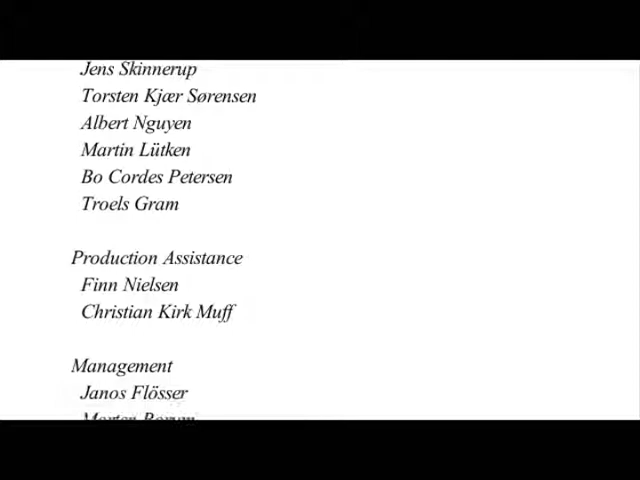 Jens Skinnerup
Torsten Kjær Sørensen
Albert Nguyen
Martin Lütken
Bo Cordes Petersen
Troels Gram
Production Assistance
Finn Nielsen
Christian Kirk Muff
Management
Janos Flösser
Morten